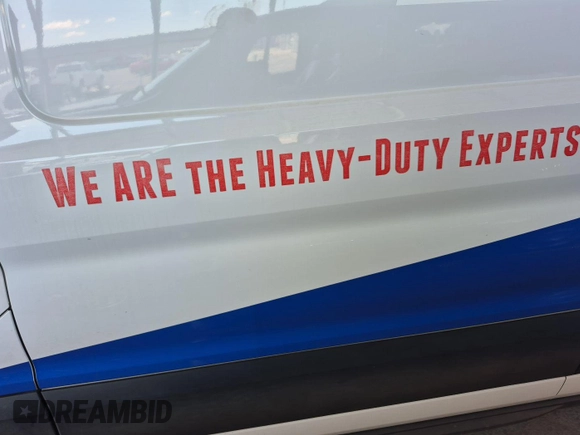 We are the Heavy-Duty Experts
DREAMBID